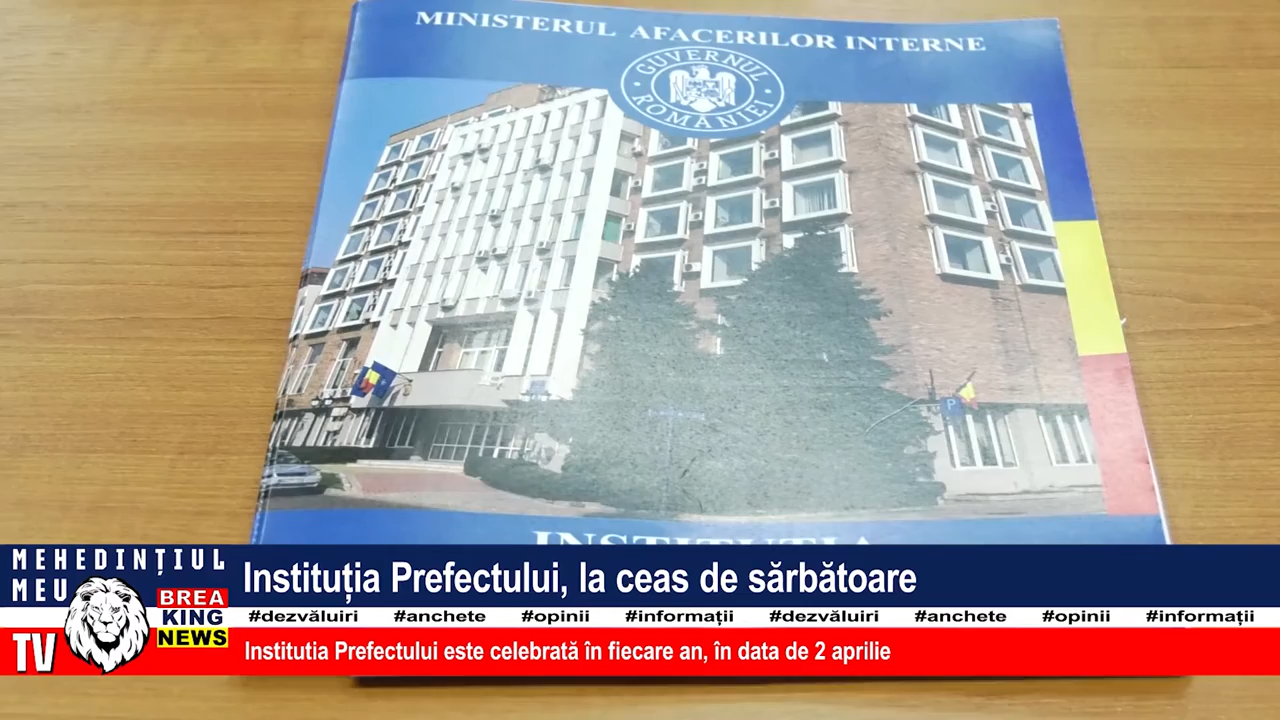 MINISTERUL AFACERILOR INTERNE
GUVERNUL ROMÂNIEI
P
INSTITUȚIA
MEHEDINȚIUL
MEU
TV
BREA
KING
NEWS
Instituția Prefectului, la ceas de sărbătoare
#dezvăluiri #anchete #opinii #informații #dezvăluiri #anchete #opinii #informații
Institutia Prefectului este celebrată în fiecare an, în data de 2 aprilie